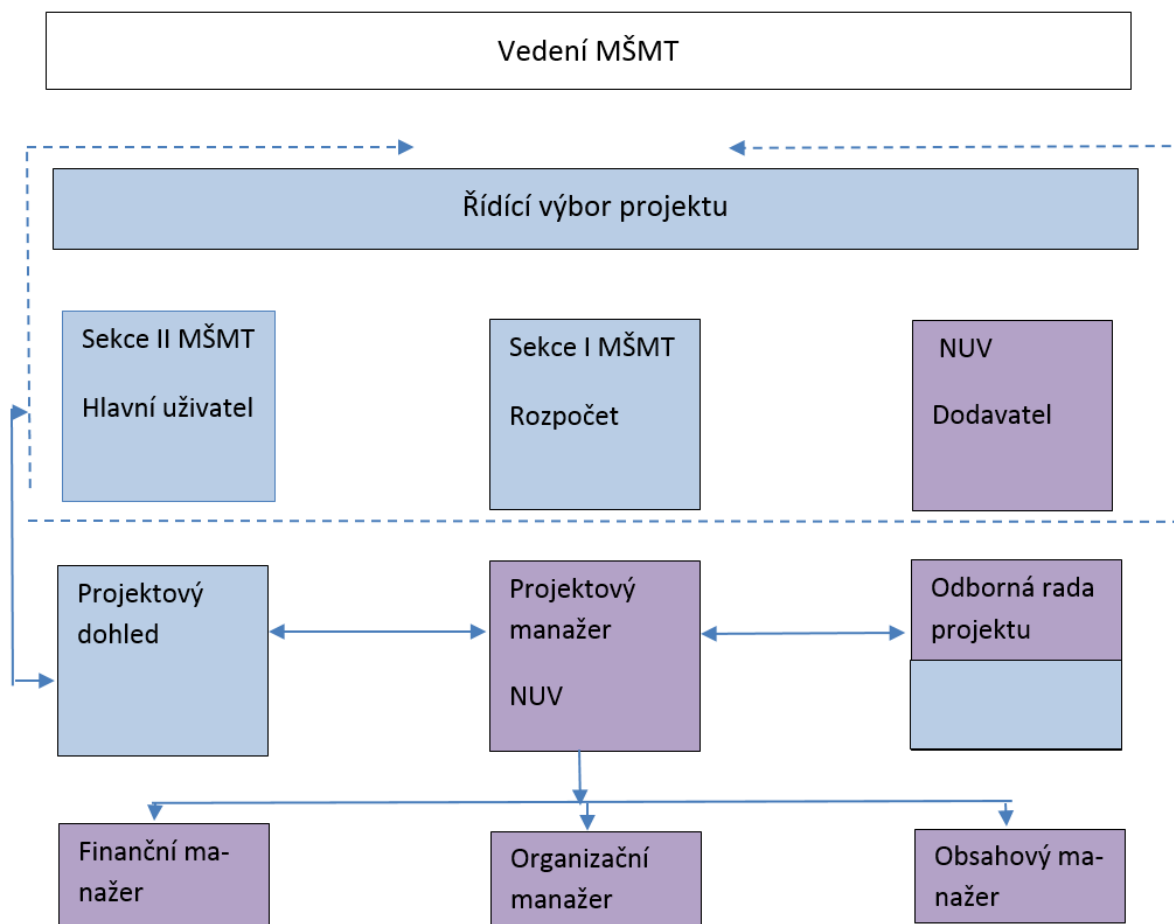 Vedení MŠMT
Řídící výbor projektu
Sekce II MŠMT
Hlavní uživatel
Sekce I MŠMT
Rozpočet
NUV
Dodavatel
Projektový
dohled
Projektový
manažer
NUV
Odborná rada
projektu
Finanční ma-
nažer
Organizační
manažer
Obsahový ma-
nažer